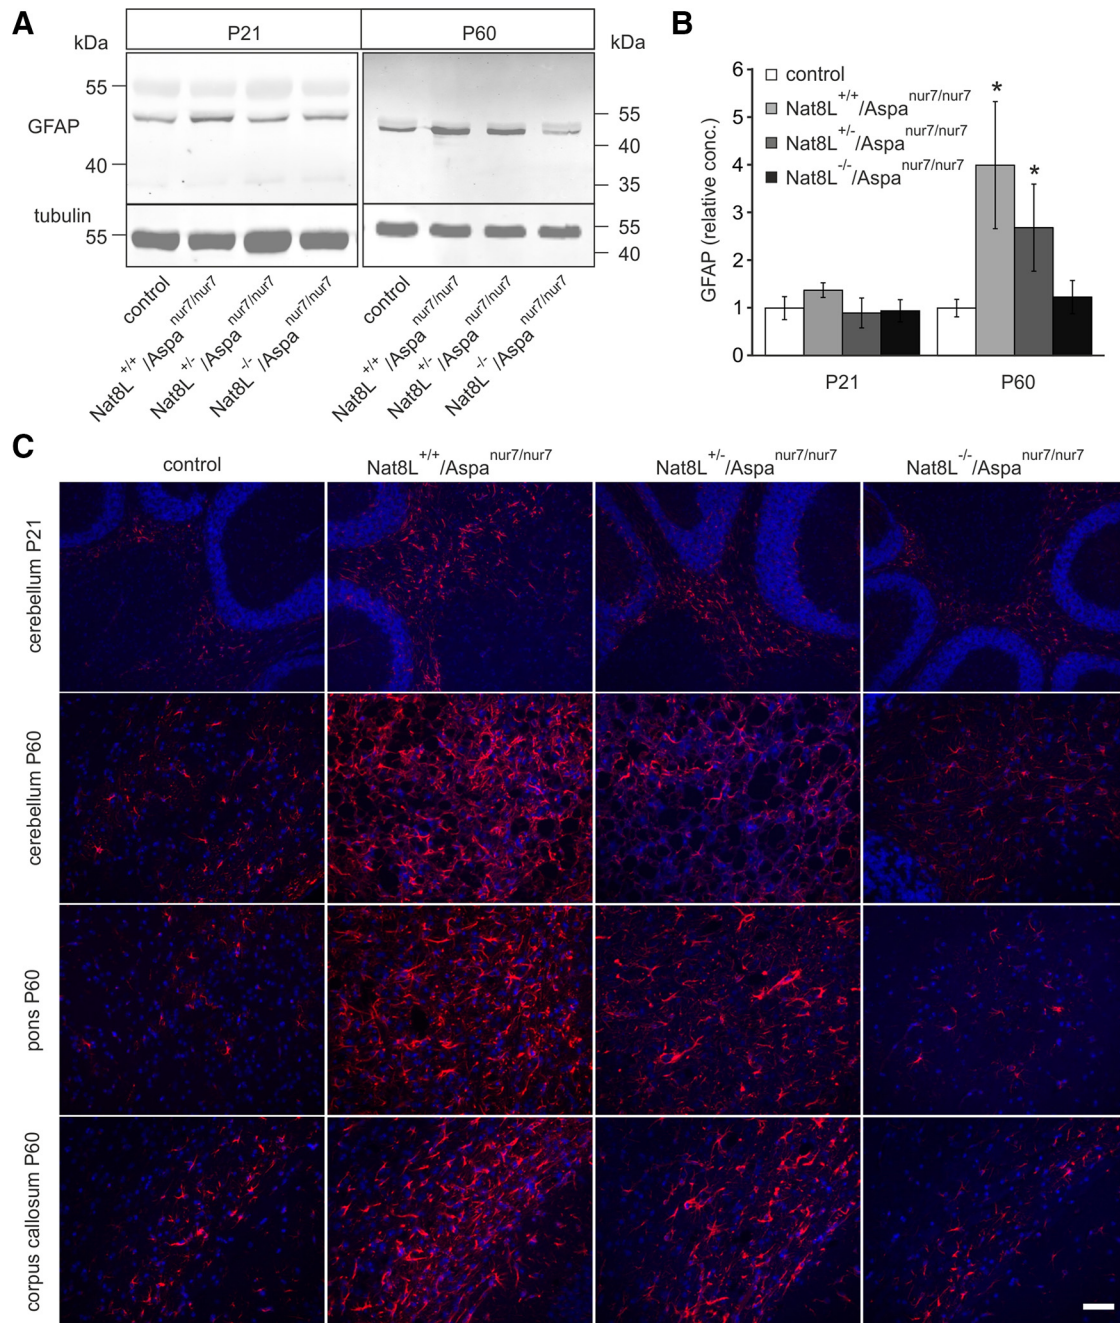 A
P21 P60
kDa kDa
55
GFAP
40
tubulin
55
55
40
35
55
40
control
Nat8L+/+/Aspanur7/nur7
Nat8L+/-/Aspanur7/nur7
Nat8L-/-/Aspanur7/nur7
control
Nat8L+/+/Aspanur7/nur7
Nat8L+/-/Aspanur7/nur7
Nat8L-/-/Aspanur7/nur7
B
GFAP (relative conc.)
6
5
4
3
2
1
0
control
Nat8L+/+/Aspanur7/nur7
Nat8L+/-/Aspanur7/nur7
Nat8L-/-/Aspanur7/nur7
* *
P21 P60
C
control Nat8L+/+/Aspanur7/nur7 Nat8L+/-/Aspanur7/nur7 Nat8L-/-/Aspanur7/nur7
cerebellum P21
cerebellum P60
pons P60
corpus callosum P60